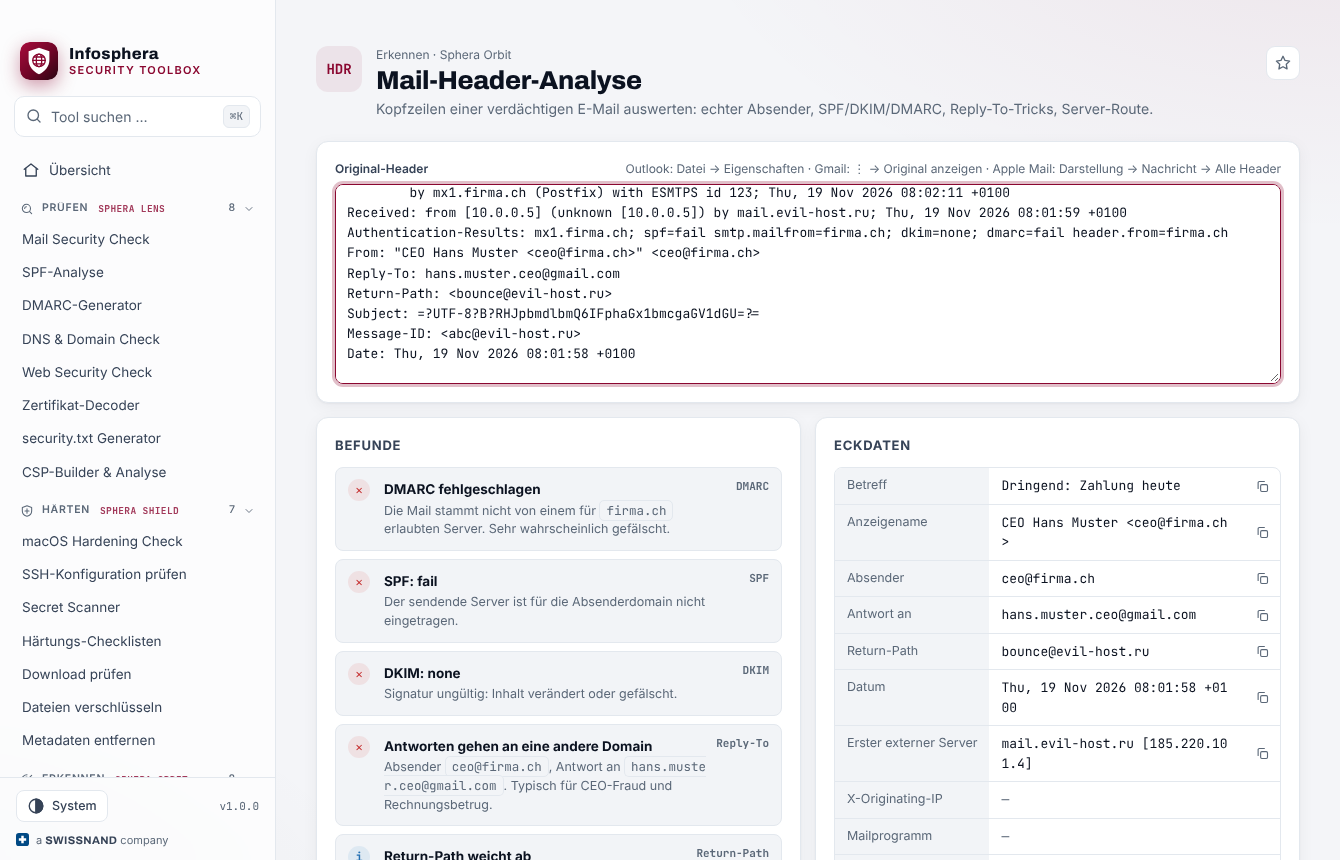 Infosphera
SECURITY TOOLBOX
Tool suchen ...
⌘K
Übersicht
PRÜFEN SPHERA LENS 8
Mail Security Check
SPF-Analyse
DMARC-Generator
DNS & Domain Check
Web Security Check
Zertifikat-Decoder
security.txt Generator
CSP-Builder & Analyse
HÄRTEN SPHERA SHIELD 7
macOS Hardening Check
SSH-Konfiguration prüfen
Secret Scanner
Härtungs-Checklisten
Download prüfen
Dateien verschlüsseln
Metadaten entfernen
System
v1.0.0
a SWISSNAND company
HDR
Erkennen · Sphera Orbit
Mail-Header-Analyse
Kopfzeilen einer verdächtigen E-Mail auswerten: echter Absender, SPF/DKIM/DMARC, Reply-To-Tricks, Server-Route.
Original-Header
Outlook: Datei → Eigenschaften · Gmail: ⋮ → Original anzeigen · Apple Mail: Darstellung → Nachricht → Alle Header
by mx1.firma.ch (Postfix) with ESMTPS id 123; Thu, 19 Nov 2026 08:02:11 +0100
Received: from [10.0.0.5] (unknown [10.0.0.5]) by mail.evil-host.ru; Thu, 19 Nov 2026 08:01:59 +0100
Authentication-Results: mx1.firma.ch; spf=fail smtp.mailfrom=firma.ch; dkim=none; dmarc=fail header.from=firma.ch
From: "CEO Hans Muster <ceo@firma.ch>" <ceo@firma.ch>
Reply-To: hans.muster.ceo@gmail.com
Return-Path: <bounce@evil-host.ru>
Subject: =?UTF-8?B?RHJpbmdlbmQ6IFphaGx1bmcgaGV1dGU=?=
Message-ID: <abc@evil-host.ru>
Date: Thu, 19 Nov 2026 08:01:58 +0100
BEFUNDE
× DMARC fehlgeschlagen DMARC
Die Mail stammt nicht von einem für firma.ch
erlaubten Server. Sehr wahrscheinlich gefälscht.
× SPF: fail SPF
Der sendende Server ist für die Absenderdomain nicht
eingetragen.
× DKIM: none DKIM
Signatur ungültig: Inhalt verändert oder gefälscht.
× Antworten gehen an eine andere Domain Reply-To
Absender ceo@firma.ch, Antwort an hans.muste
r.ceo@gmail.com. Typisch für CEO-Fraud und
Rechnungsbetrug.
i Return-Path weicht ab Return-Path
ECKDATEN
Betreff Dringend: Zahlung heute
Anzeigename CEO Hans Muster <ceo@firma.ch
>
Absender ceo@firma.ch
Antwort an hans.muster.ceo@gmail.com
Return-Path bounce@evil-host.ru
Datum Thu, 19 Nov 2026 08:01:58 +01
00
Erster externer Server mail.evil-host.ru [185.220.10
1.4]
X-Originating-IP –
Mailprogramm –